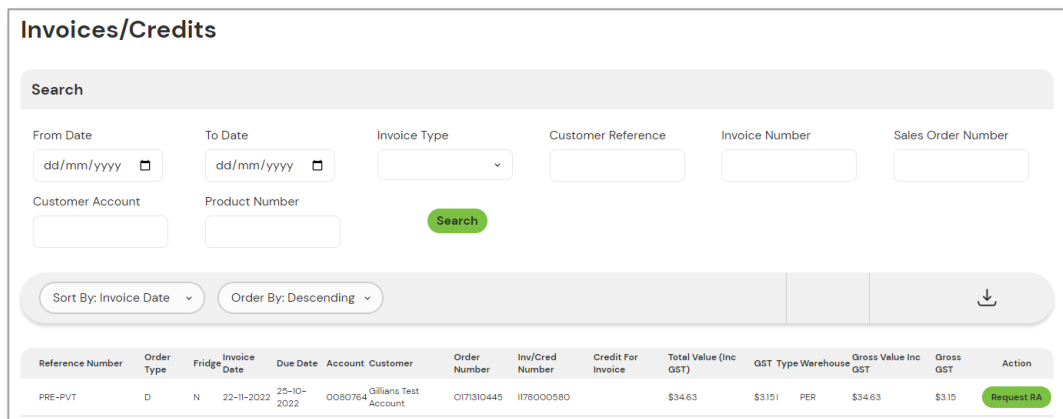 Invoices/Credits
Search
From Date To Date Invoice Type Customer Reference Invoice Number Sales Order Number
dd/mm/yyyy dd/mm/yyyy
Customer Account Product Number
Search
Sort By: Invoice Date Order By: Descending
Reference Number Order Type Fridge Invoice Date Due Date Account Customer Order Number Inv/Cred Number Credit For Invoice Total Value (Inc GST) GST Type Warehouse Gross Value Inc GST Gross GST Action
PRE-PVT D N 22-11-2022 25-10-2022 0080764 Gillians Test Account O171310445 I178000580 $34.63 $3.15 I PER $34.63 $3.15 Request RA